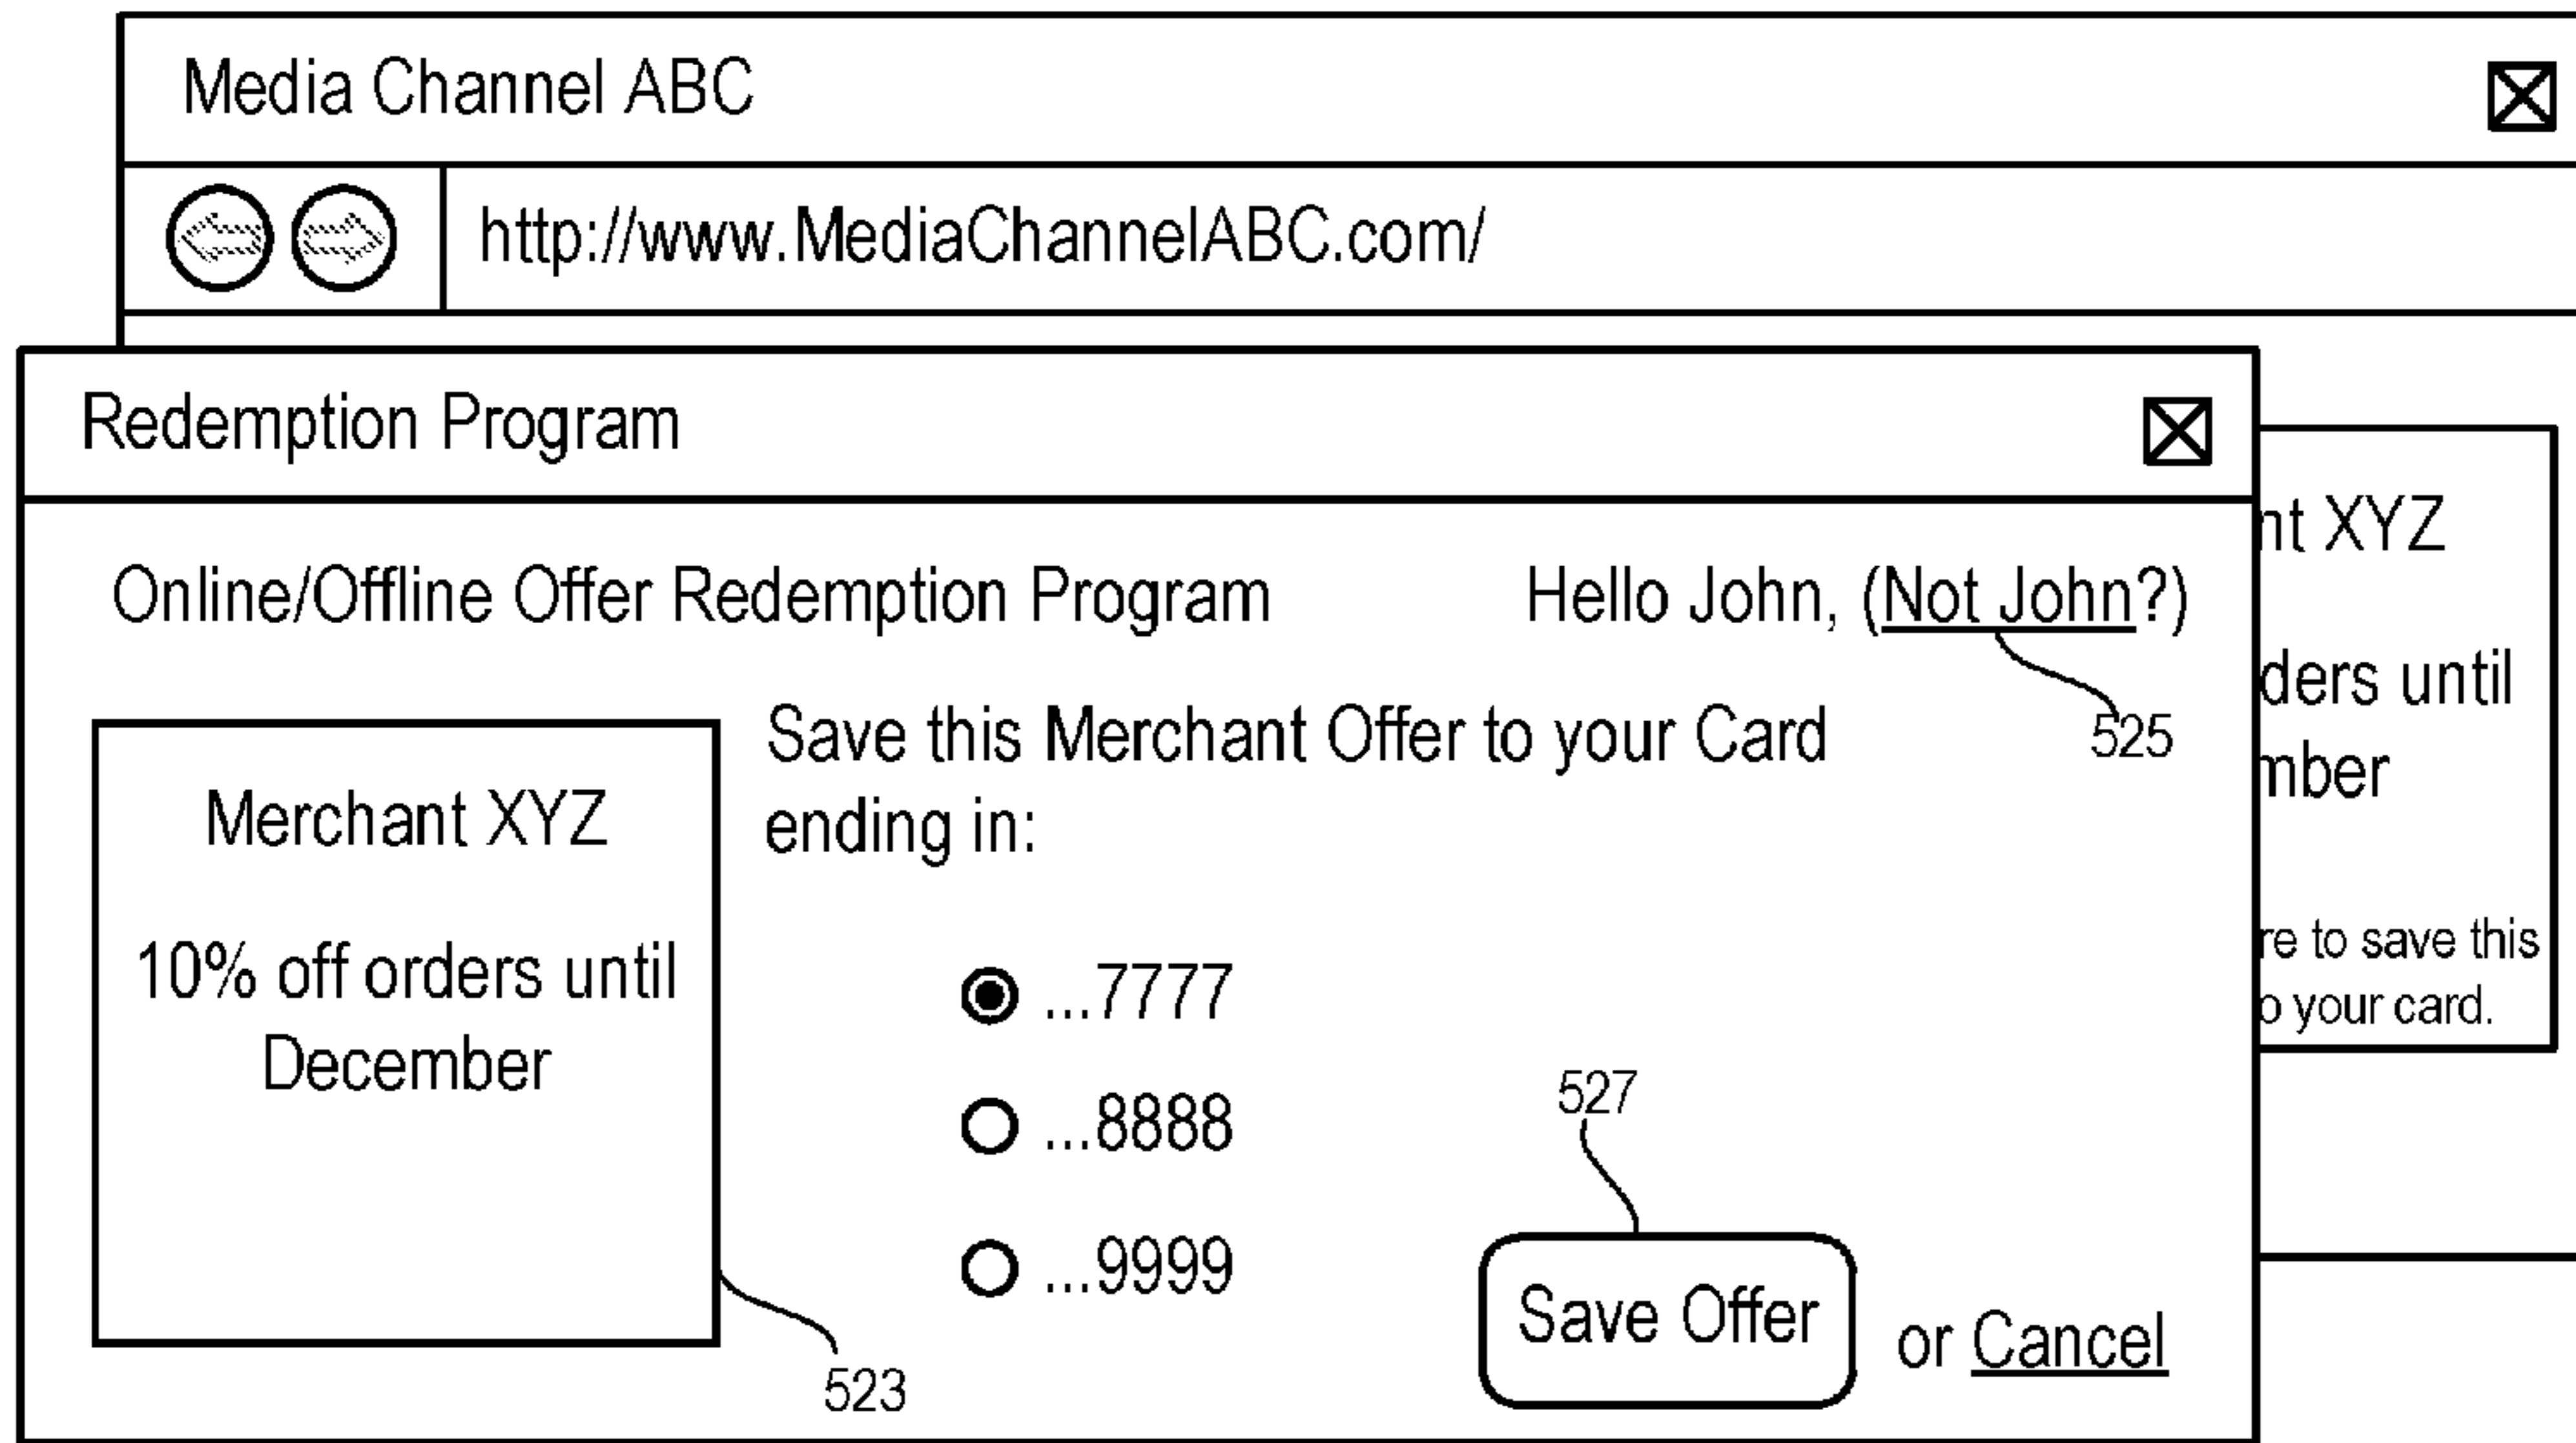 Media Channel ABC
http://www.MediaChannelABC.com/
Redemption Program
Online/Offline Offer Redemption Program
Hello John, (Not John?)
525
Save this Merchant Offer to your Card
ending in:
Merchant XYZ
10% off orders until
December
523
...7777
...8888
...9999
527
Save Offer
or Cancel
nt XYZ
ders until
mber
re to save this
o your card.